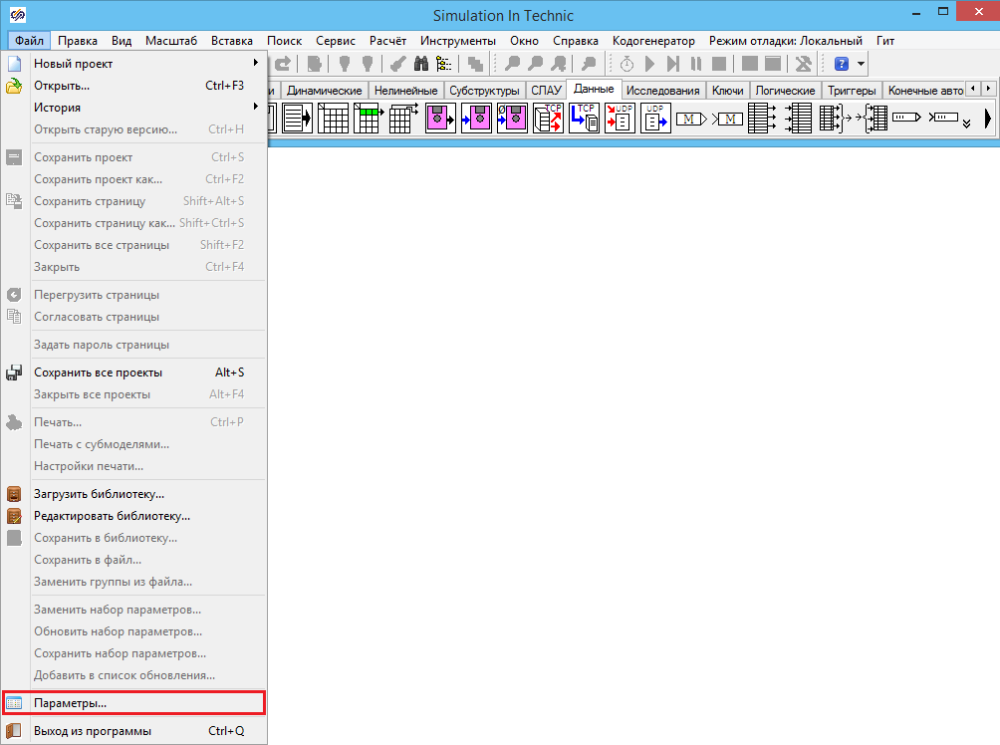 Simulation In Technic
Файл Правка Вид Масштаб Вставка Поиск Сервис Расчёт Инструменты Окно Справка Кодогенератор Режим отладки: Локальный Гит
Новый проект
Открыть... Ctrl+F3
История
Открыть старую версию... Ctrl+H
Сохранить проект Ctrl+S
Сохранить проект как... Ctrl+F2
Сохранить страницу Shift+Alt+S
Сохранить страницу как... Shift+Ctrl+S
Сохранить все страницы Shift+F2
Закрыть Ctrl+F4
Перегрузить страницы
Согласовать страницы
Задать пароль страницы
Сохранить все проекты Alt+S
Закрыть все проекты Alt+F4
Печать... Ctrl+P
Печать с субмоделями...
Настройки печати...
Загрузить библиотеку...
Редактировать библиотеку...
Сохранить в библиотеку...
Сохранить в файл...
Заменить группы из файла...
Заменить набор параметров...
Обновить набор параметров...
Сохранить набор параметров...
Добавить в список обновления...
Параметры...
Выход из программы Ctrl+Q
и Динамические Нелинейные Субструктуры СПАУ Данные Исследования Ключи Логические Триггеры Конечные авто
TCP TCP UDP UDP M M